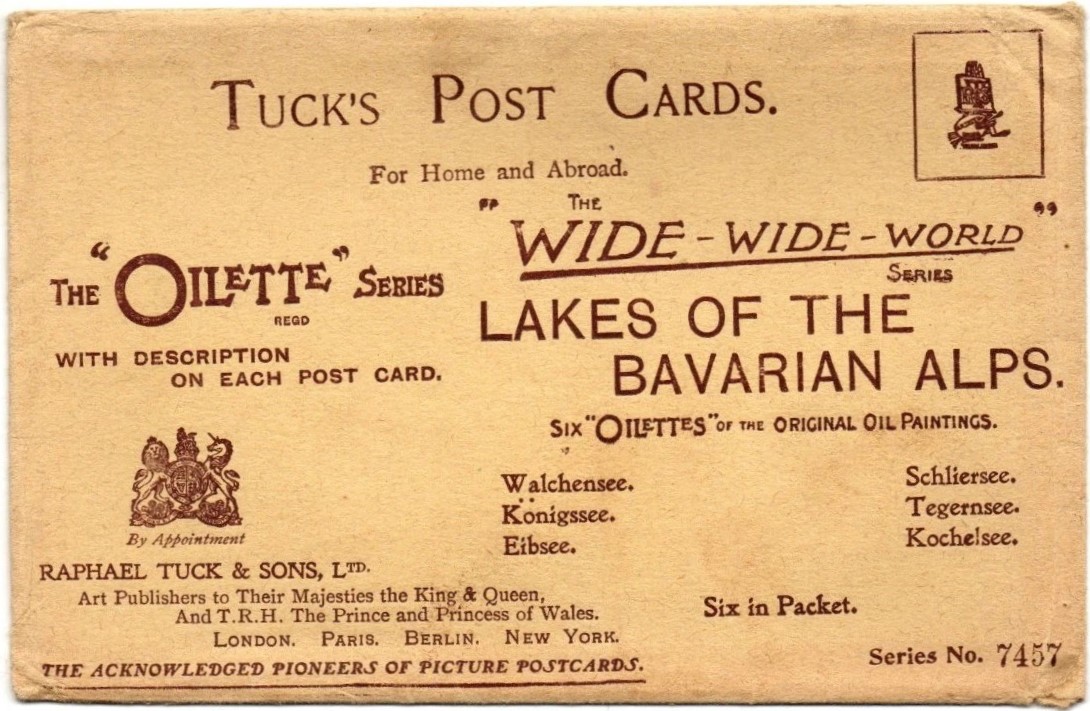 TUCK'S POST CARDS.
For Home and Abroad.
THE "OILETTE" SERIES
REGD
WITH DESCRIPTION
ON EACH POST CARD.
"THE
WIDE-WIDE-WORLD"
SERIES
LAKES OF THE
BAVARIAN ALPS.
SIX "OILETTES" OF THE ORIGINAL OIL PAINTINGS.
Walchensee.
Königssee.
Eibsee.
Schliersee.
Tegernsee.
Kochelsee.
Six in Packet.
Series No. 7457
By Appointment
RAPHAEL TUCK & SONS, LTD.
Art Publishers to Their Majesties the King & Queen,
And T.R.H. The Prince and Princess of Wales.
LONDON. PARIS. BERLIN. NEW YORK.
THE ACKNOWLEDGED PIONEERS OF PICTURE POSTCARDS.